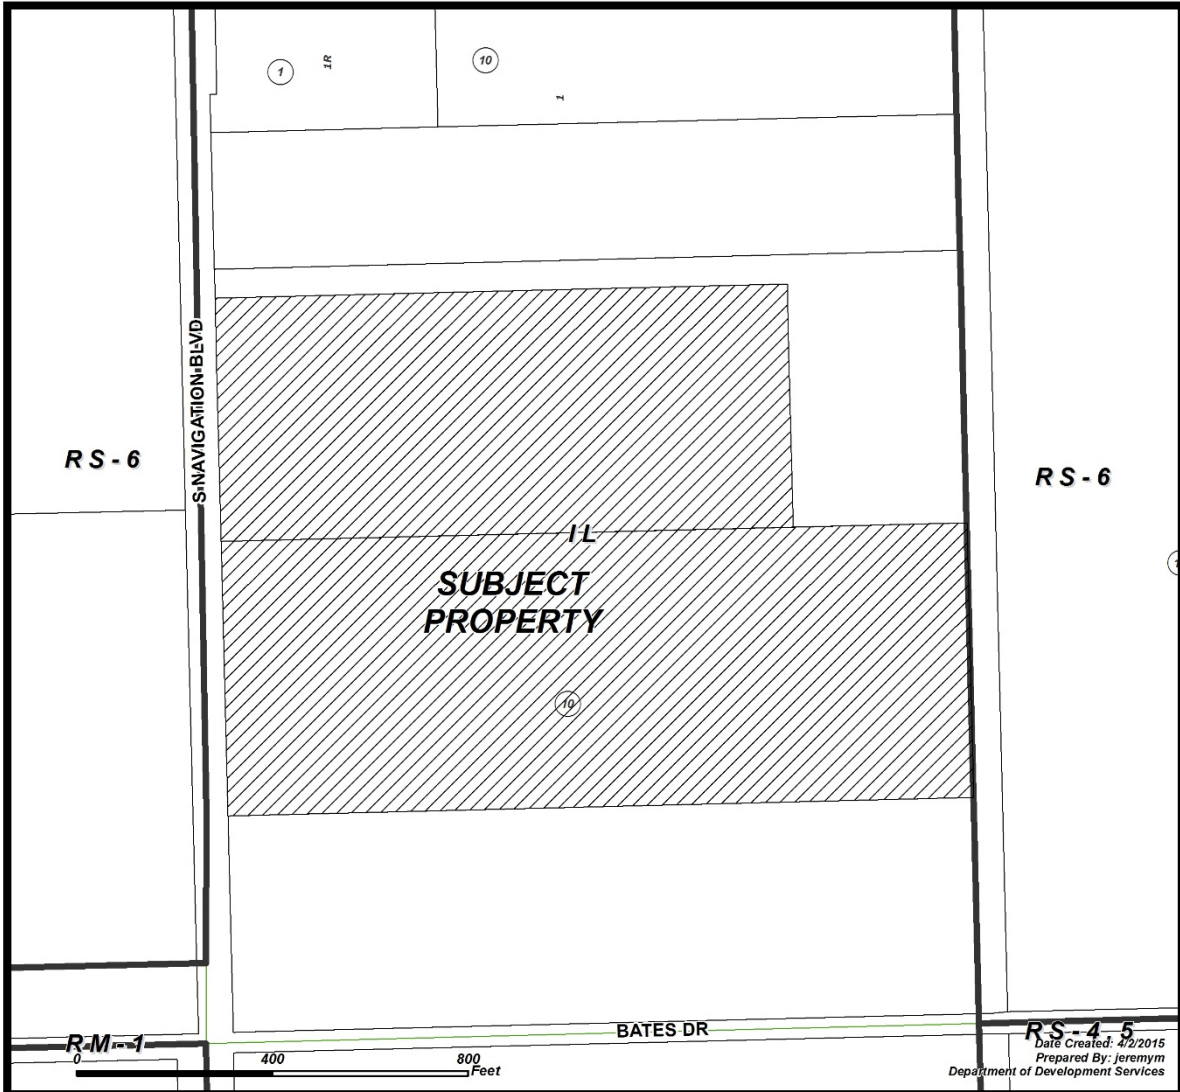 1
1R
10
1
S NAVIGATION BLVD
RS-6
RS-6
IL
SUBJECT
PROPERTY
10
BATES DR
RM-1
RS-4.5
0 400 800
Feet
Date Created: 4/2/2015
Prepared By: jeremym
Department of Development Services